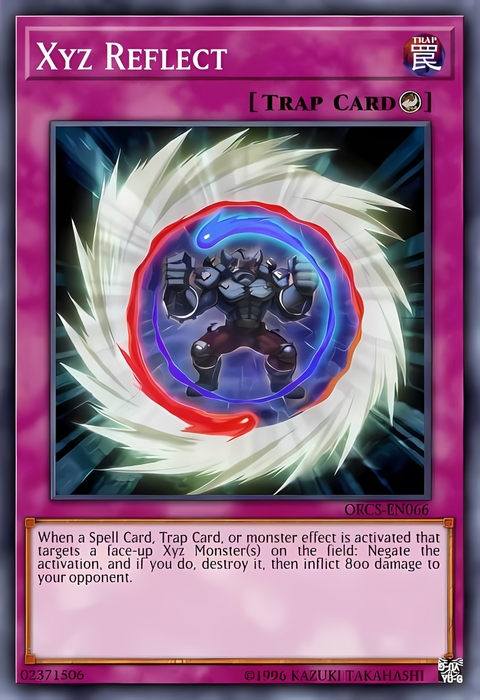 Xyz Reflect
TRAP
罠
[ Trap Card ]
ORCS-EN066
When a Spell Card, Trap Card, or monster effect is activated that
targets a face-up Xyz Monster(s) on the field: Negate the
activation, and if you do, destroy it, then inflict 800 damage to
your opponent.
02371506
©1996 KAZUKI TAKAHASHI